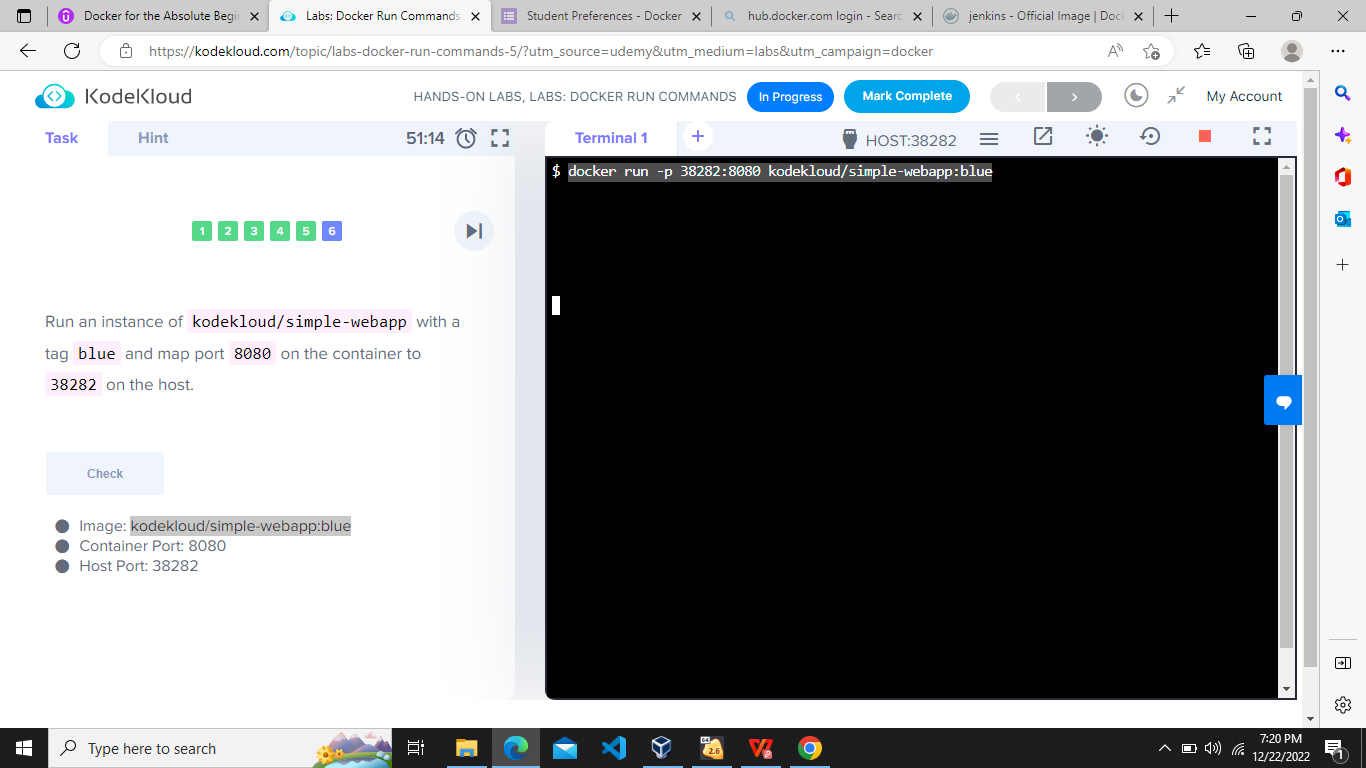 Docker for the Absolute Begin
Labs: Docker Run Commands
Student Preferences - Docker
hub.docker.com login - Searc
jenkins - Official Image | Dock
https://kodekloud.com/topic/labs-docker-run-commands-5/?utm_source=udemy&utm_medium=labs&utm_campaign=docker
KodeKloud
HANDS-ON LABS, LABS: DOCKER RUN COMMANDS
In Progress
Mark Complete
My Account
Task
Hint
51:14
Terminal 1
HOST:38282
$ docker run -p 38282:8080 kodekloud/simple-webapp:blue
1 2 3 4 5 6
Run an instance of kodekloud/simple-webapp with a
tag blue and map port 8080 on the container to
38282 on the host.
Check
Image: kodekloud/simple-webapp:blue
Container Port: 8080
Host Port: 38282
Type here to search
64
2.6
7:20 PM
12/22/2022
1